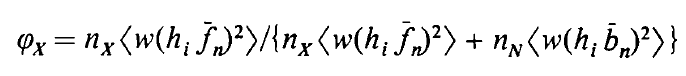 φ_X = n_X⟨w(h_i f̄_n)²⟩/{n_X⟨w(h_i f̄_n)²⟩ + n_N⟨w(h_i b̄_n)²⟩}